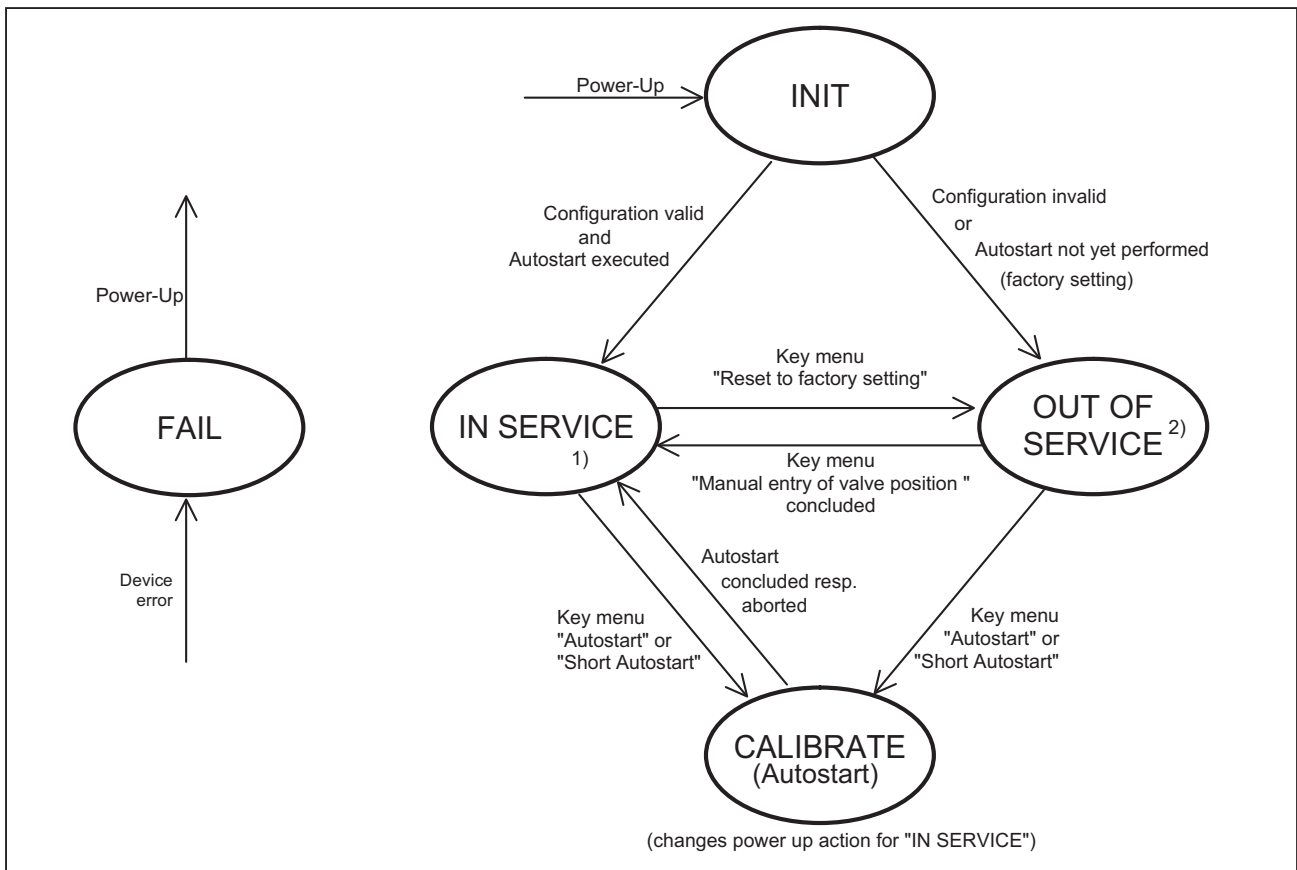 Power-Up
INIT
Configuration valid
and
Autostart executed
Configuration invalid
or
Autostart not yet performed
(factory setting)
Power-Up
FAIL
Device
error
IN SERVICE
1)
Key menu
"Reset to factory setting"
Key menu
"Manual entry of valve position "
concluded
OUT OF
SERVICE 2)
Autostart
concluded resp.
aborted
Key menu
"Autostart" or
"Short Autostart"
Key menu
"Autostart" or
"Short Autostart"
CALIBRATE
(Autostart)
(changes power up action for "IN SERVICE")